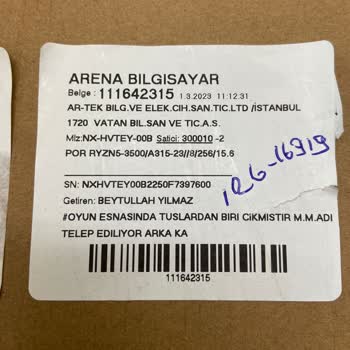 ARENA BILGISAYAR
Belge : 111642315 1.3.2023 11:12:31
AR-TEK BILG.VE ELEK.CIH.SAN.TIC.LTD /İSTANBUL
1720 VATAN BIL.SAN VE TIC.A.S.
Mlz:NX-HVTEY-00B Satici: 300010 -2
POR RYZN5-3500/A315-23//8/256/15.6
126-16919
SN: NXHVTEY00B2250F7397600
Getiren: BEYTULLAH YILMAZ
#OYUN ESNASINDA TUSLARDAN BIRI CıKMISTIR M.M.ADI
TELEP EDILIYOR ARKA KA
111642315